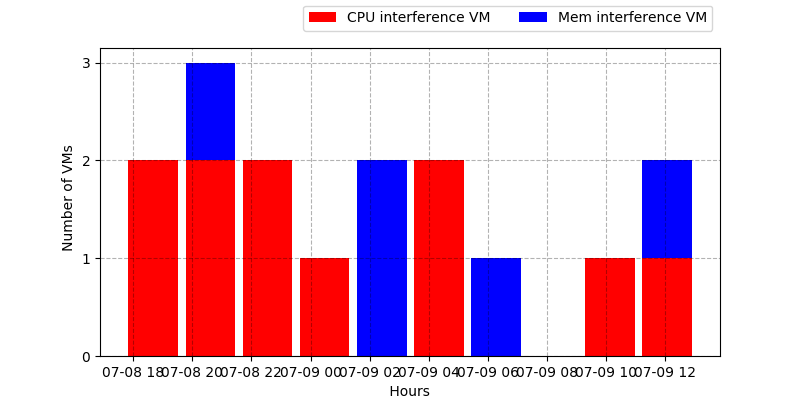 CPU interference VM Mem interference VM
3
2
1
0
Number of VMs
07-08 18 07-08 20 07-08 22 07-09 00 07-09 02 07-09 04 07-09 06 07-09 08 07-09 10 07-09 12
Hours